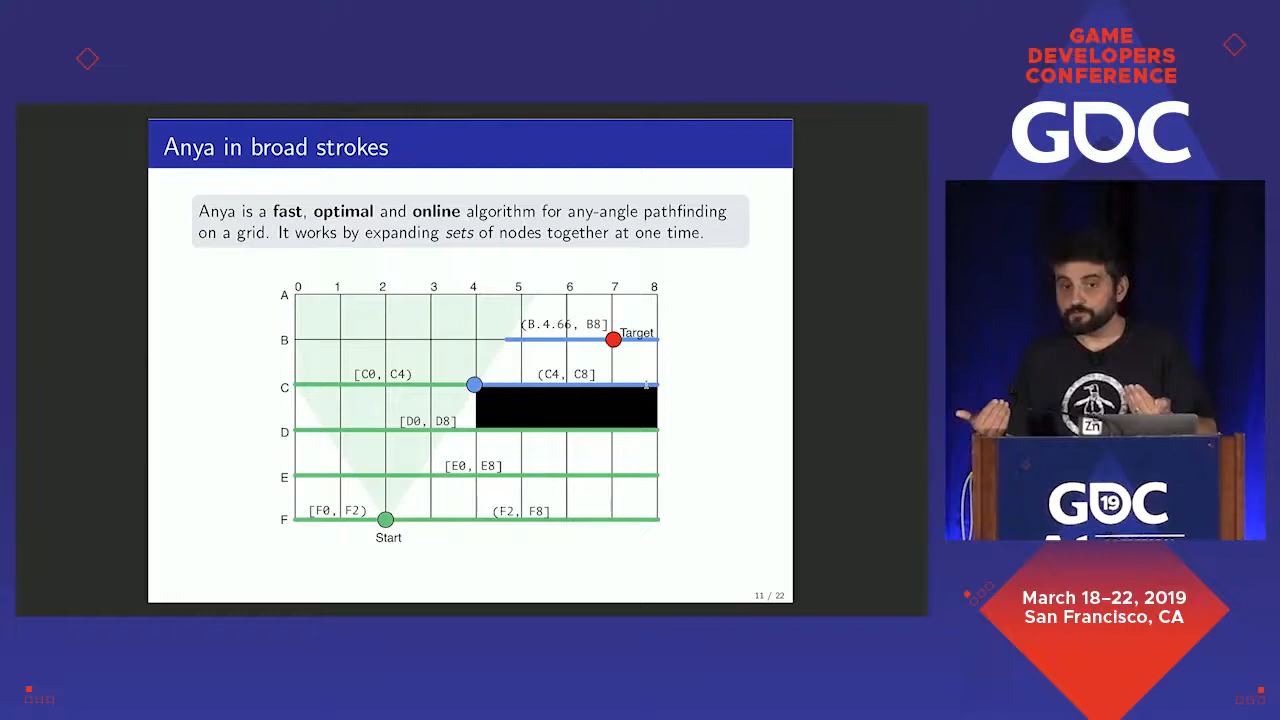 GAME
DEVELOPERS
CONFERENCE
GDC
Anya in broad strokes
Anya is a fast, optimal and online algorithm for any-angle pathfinding
on a grid. It works by expanding sets of nodes together at one time.
0 1 2 3 4 5 6 7 8
A
(B.4.66, B8]
Target
B
[C0, C4)
(C4, C8]
C
[D0, D8]
D
[E0, E8]
E
[F0, F2)
(F2, F8]
F
Start
11 / 22
Zn
GDC
19
March 18–22, 2019
San Francisco, CA